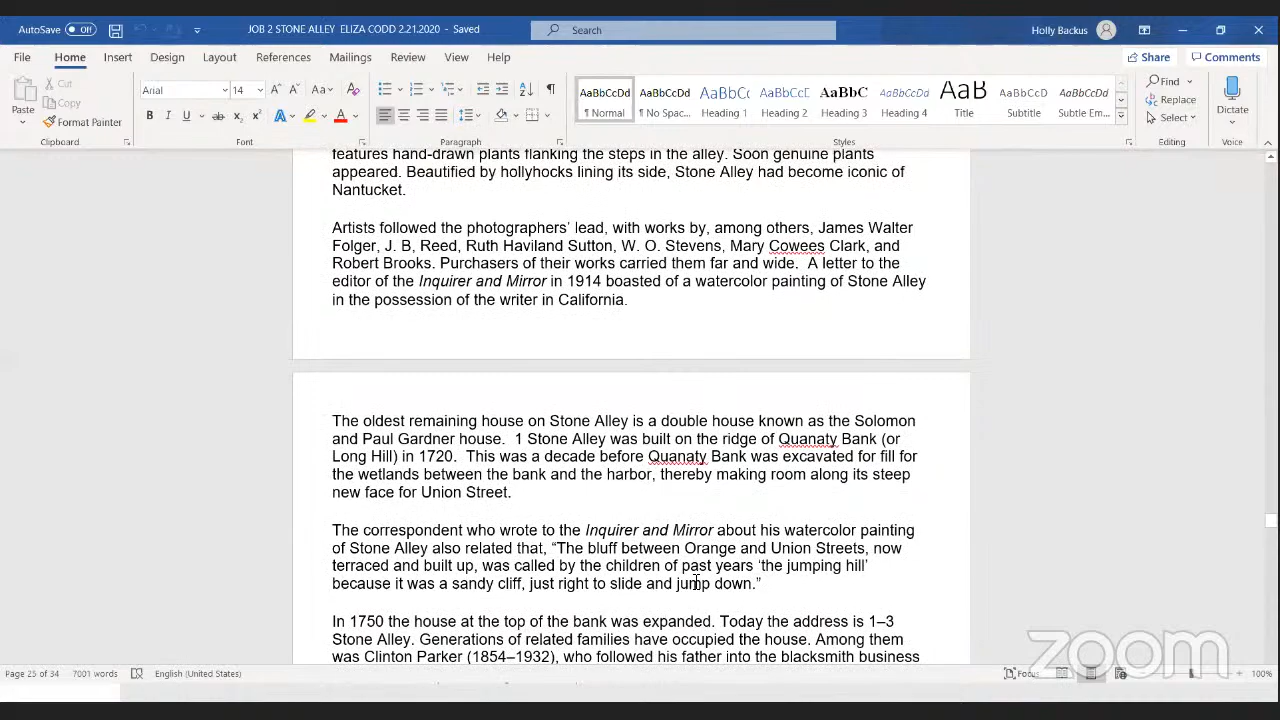 AutoSave Off
JOB 2 STONE ALLEY ELIZA CODD 2.21.2020 - Saved
Search
Holly Backus
File Home Insert Design Layout References Mailings Review View Help
Share Comments
Paste
Cut
Copy
Format Painter
Clipboard
Arial 14
Font
Paragraph
AaBbCcDd AaBbCcDd AaBbCc AaBbCcD AaBbC AaBbCcDd AaB AaBbCcD AaBbCcDd
¶ Normal ¶ No Spac... Heading 1 Heading 2 Heading 3 Heading 4 Title Subtitle Subtle Em...
Styles
Find
Replace
Select
Editing
Dictate
Voice
features hand-drawn plants flanking the steps in the alley. Soon genuine plants
appeared. Beautified by hollyhocks lining its side, Stone Alley had become iconic of
Nantucket.
Artists followed the photographers’ lead, with works by, among others, James Walter
Folger, J. B, Reed, Ruth Haviland Sutton, W. O. Stevens, Mary Cowees Clark, and
Robert Brooks. Purchasers of their works carried them far and wide. A letter to the
editor of the Inquirer and Mirror in 1914 boasted of a watercolor painting of Stone Alley
in the possession of the writer in California.
The oldest remaining house on Stone Alley is a double house known as the Solomon
and Paul Gardner house. 1 Stone Alley was built on the ridge of Quanaty Bank (or
Long Hill) in 1720. This was a decade before Quanaty Bank was excavated for fill for
the wetlands between the bank and the harbor, thereby making room along its steep
new face for Union Street.
The correspondent who wrote to the Inquirer and Mirror about his watercolor painting
of Stone Alley also related that, “The bluff between Orange and Union Streets, now
terraced and built up, was called by the children of past years ‘the jumping hill’
because it was a sandy cliff, just right to slide and jump down.”
In 1750 the house at the top of the bank was expanded. Today the address is 1–3
Stone Alley. Generations of related families have occupied the house. Among them
was Clinton Parker (1854–1932), who followed his father into the blacksmith business
zoom
Page 25 of 34 7001 words English (United States) Focus 100%